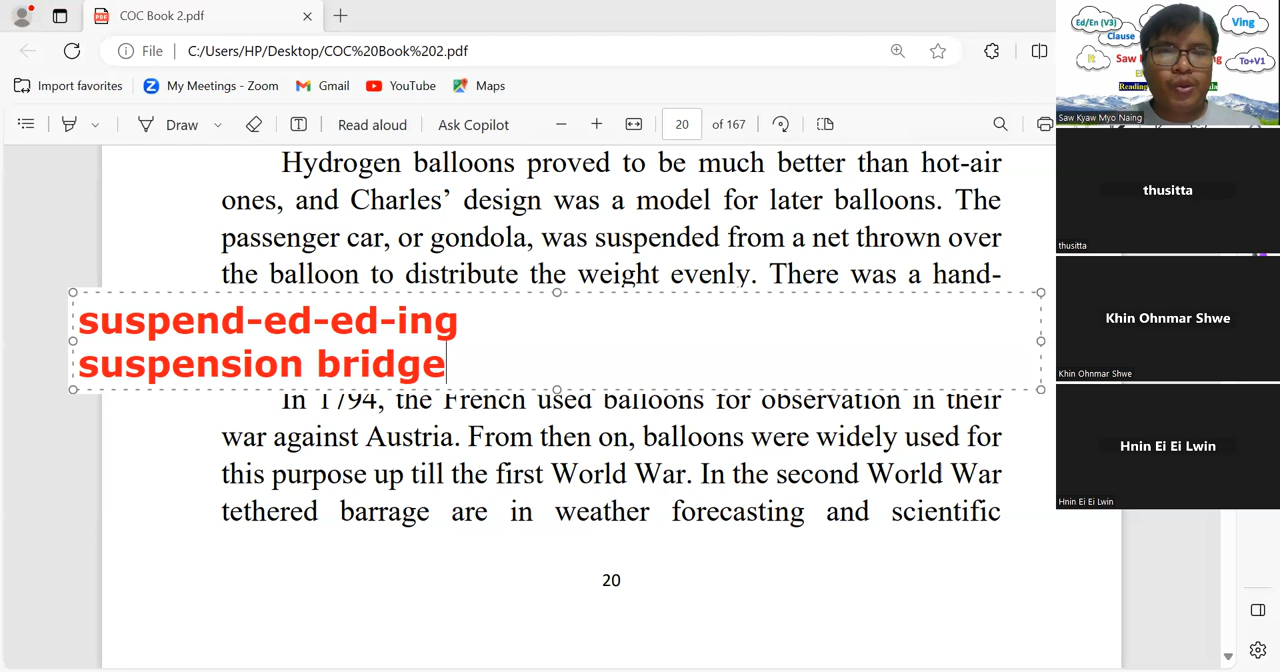 COC Book 2.pdf
File
C:/Users/HP/Desktop/COC%20Book%202.pdf
Import favorites
My Meetings - Zoom
Gmail
YouTube
Maps
Draw
Read aloud
Ask Copilot
20
of 167
Hydrogen balloons proved to be much better than hot-air
ones, and Charles' design was a model for later balloons. The
passenger car, or gondola, was suspended from a net thrown over
the balloon to distribute the weight evenly. There was a hand-
suspend-ed-ed-ing
suspension bridge
In 1794, the French used balloons for observation in their
war against Austria. From then on, balloons were widely used for
this purpose up till the first World War. In the second World War
tethered barrage are in weather forecasting and scientific
20
Ed/En (V3)
Clause
Ving
It
Saw
To+V1
Reading
Saw Kyaw Myo Naing
thusitta
thusitta
Khin Ohnmar Shwe
Khin Ohnmar Shwe
Hnin Ei Ei Lwin
Hnin Ei Ei Lwin